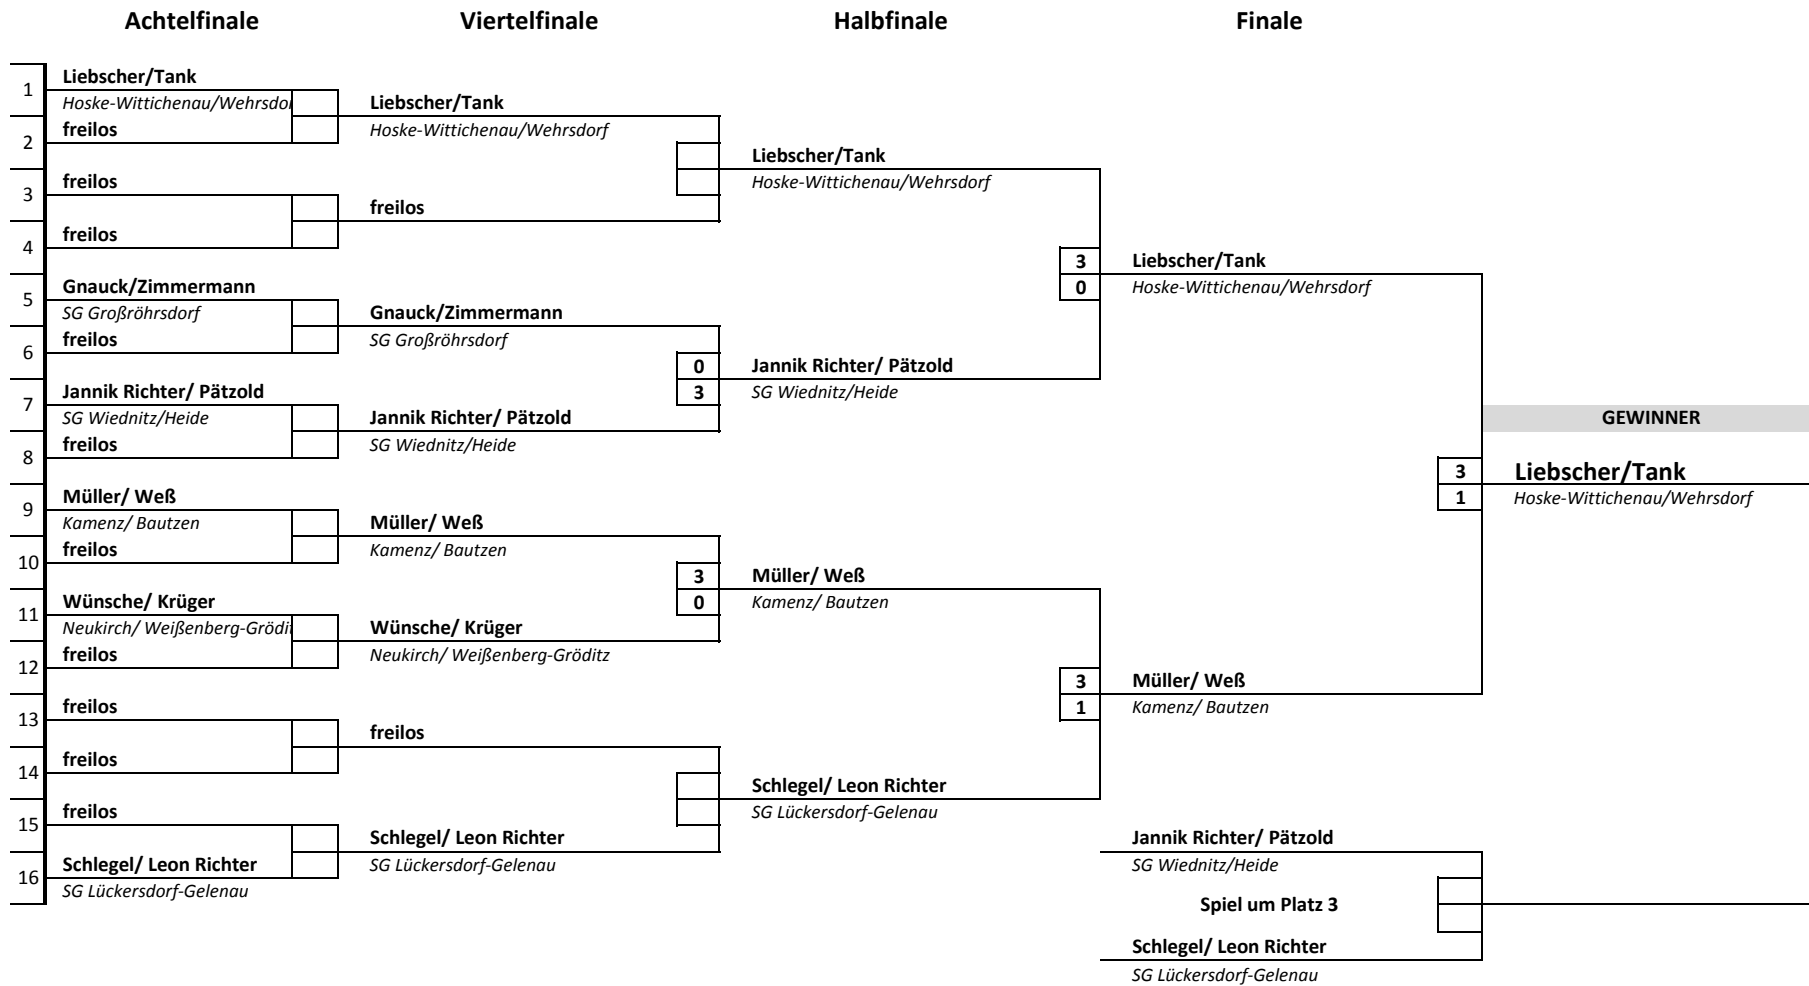 Achtelfinale Viertelfinale Halbfinale Finale
1 Liebscher/Tank
Hoske-Wittichenau/Wehrsdor
2 freilos
3 freilos
4 freilos
5 Gnauck/Zimmermann
SG Großröhrsdorf
6 freilos
7 Jannik Richter/ Pätzold
SG Wiednitz/Heide
8 freilos
9 Müller/ Weß
Kamenz/ Bautzen
10 freilos
11 Wünsche/ Krüger
Neukirch/ Weißenberg-Grödit
12 freilos
13 freilos
14 freilos
15 freilos
16 Schlegel/ Leon Richter
SG Lückersdorf-Gelenau
Liebscher/Tank
Hoske-Wittichenau/Wehrsdorf
freilos
Gnauck/Zimmermann
SG Großröhrsdorf
0
3
Jannik Richter/ Pätzold
SG Wiednitz/Heide
Müller/ Weß
Kamenz/ Bautzen
3
0
Wünsche/ Krüger
Neukirch/ Weißenberg-Gröditz
freilos
Schlegel/ Leon Richter
SG Lückersdorf-Gelenau
Liebscher/Tank
Hoske-Wittichenau/Wehrsdorf
3
0
Jannik Richter/ Pätzold
SG Wiednitz/Heide
Müller/ Weß
Kamenz/ Bautzen
3
1
Schlegel/ Leon Richter
SG Lückersdorf-Gelenau
Liebscher/Tank
Hoske-Wittichenau/Wehrsdorf
3
1
Müller/ Weß
Kamenz/ Bautzen
GEWINNER
Liebscher/Tank
Hoske-Wittichenau/Wehrsdorf
Jannik Richter/ Pätzold
SG Wiednitz/Heide
Spiel um Platz 3
Schlegel/ Leon Richter
SG Lückersdorf-Gelenau